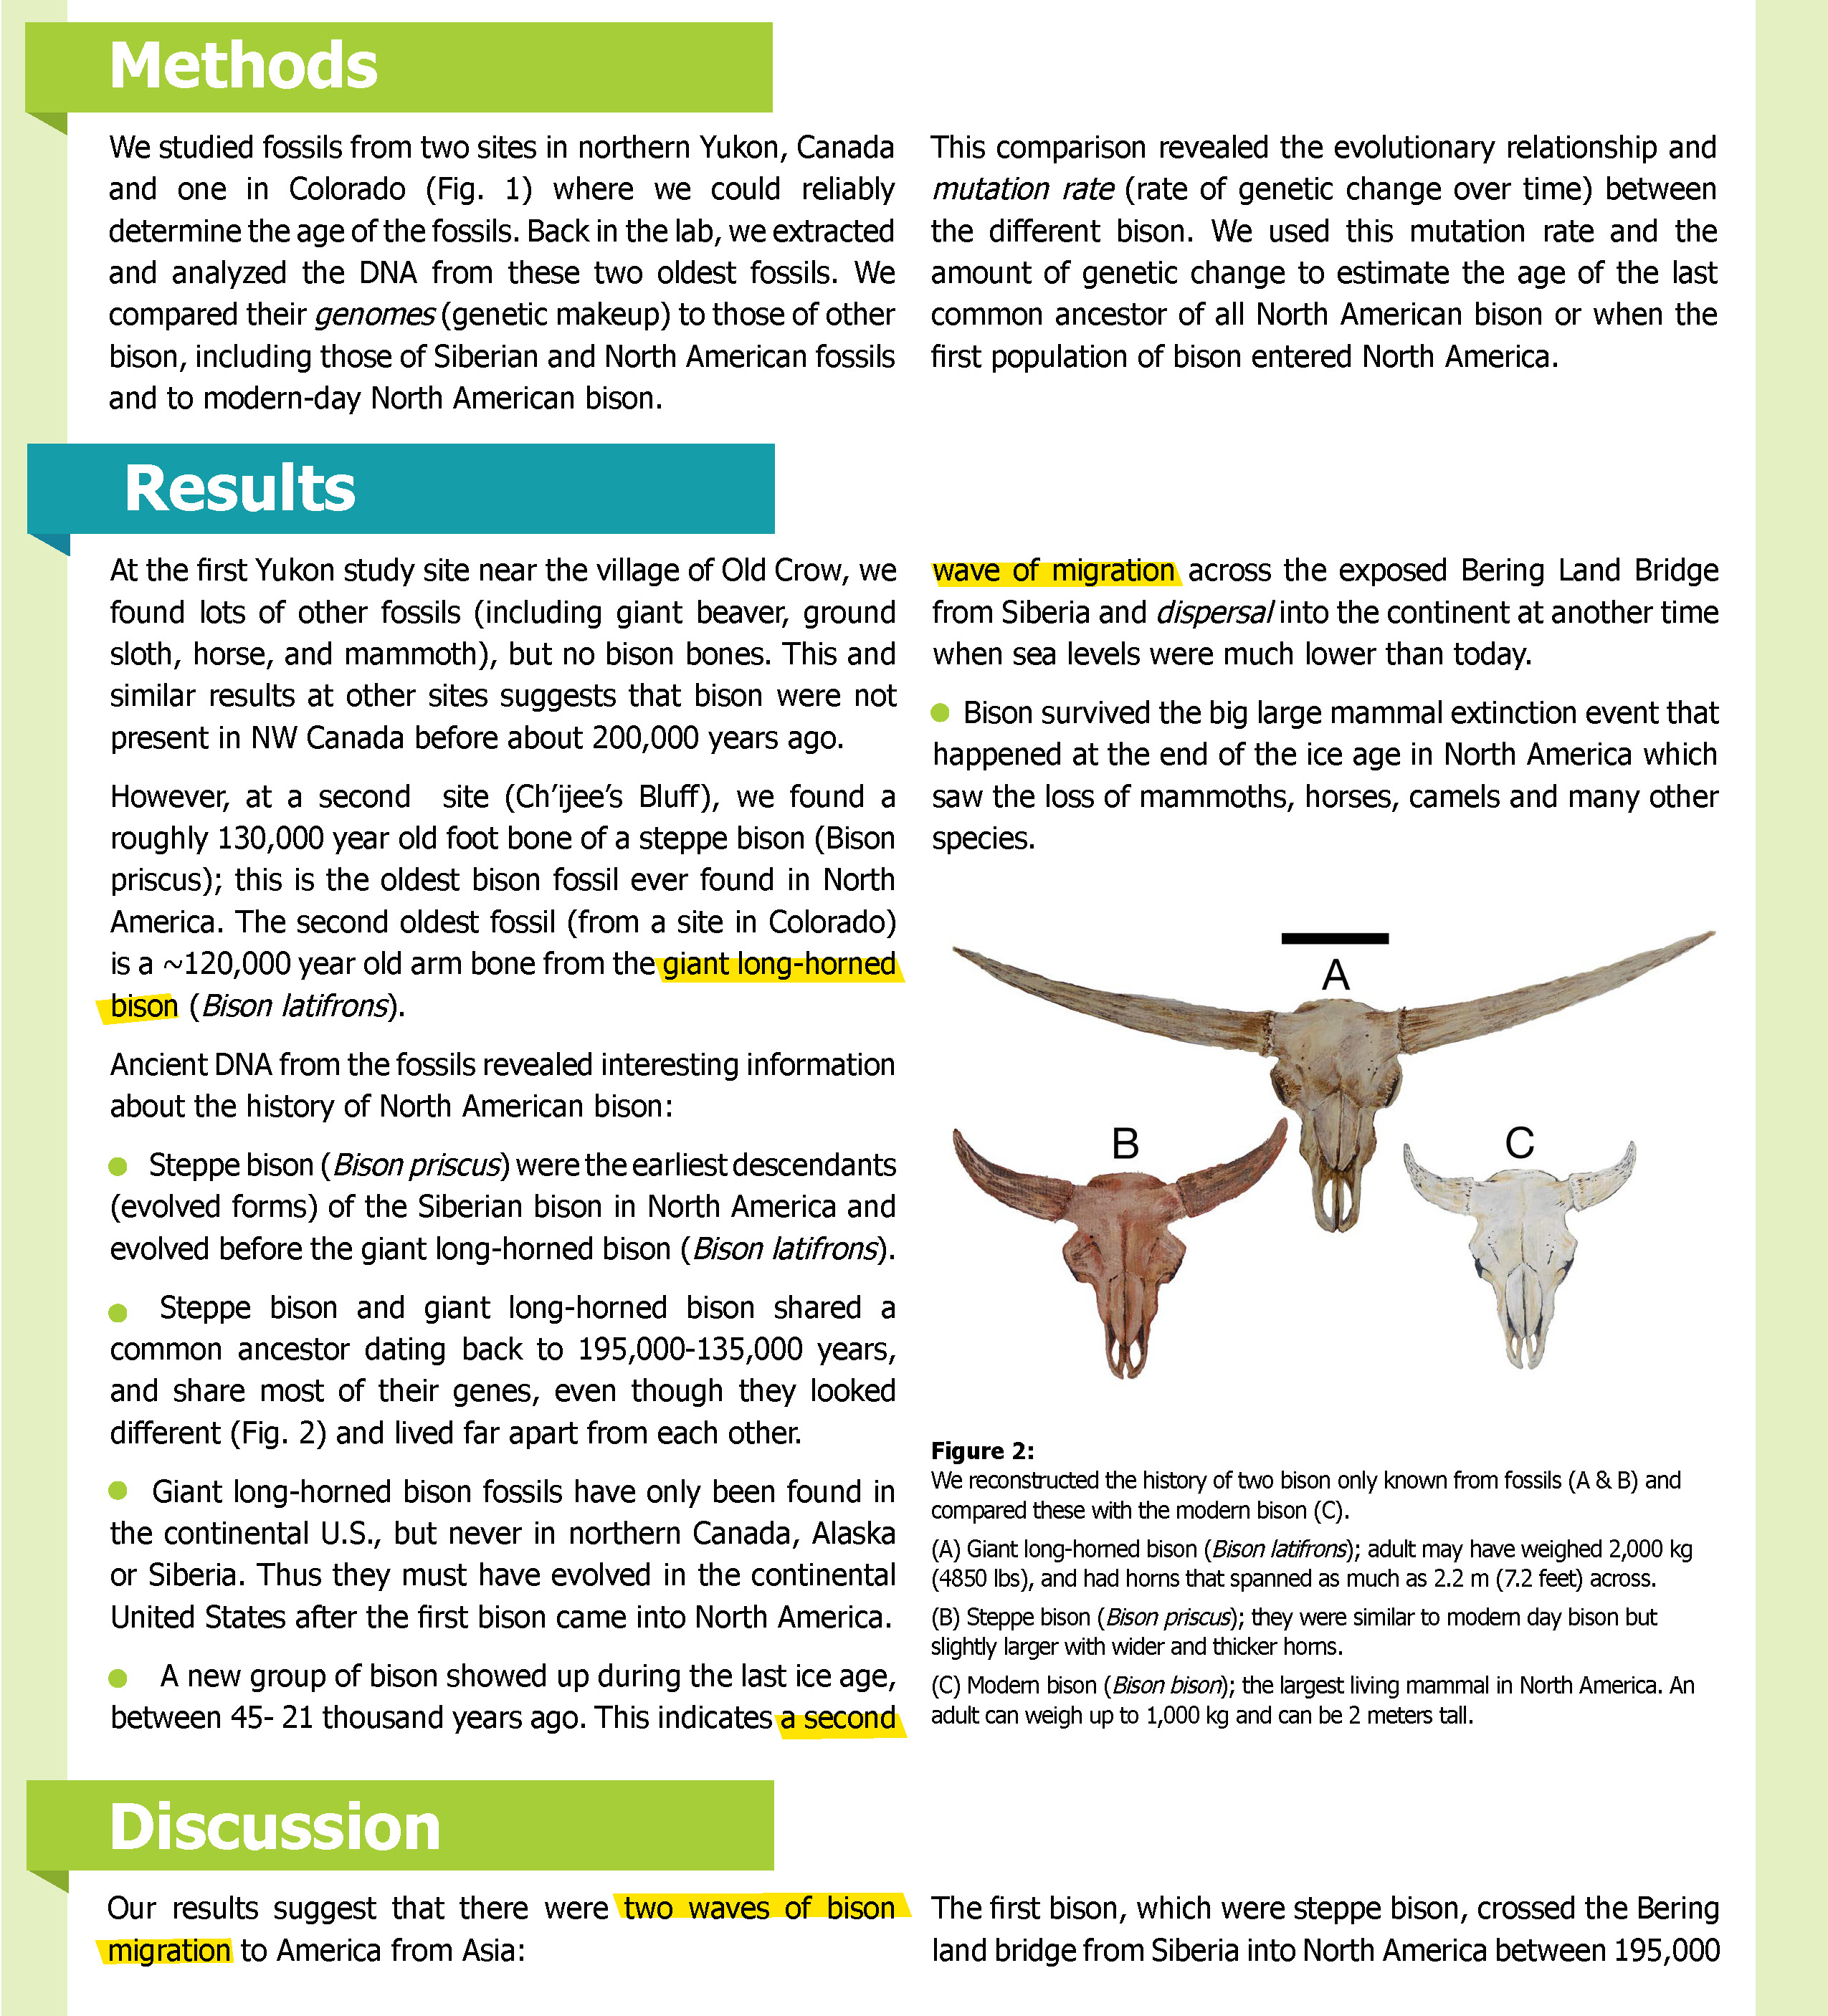 Methods
We studied fossils from two sites in northern Yukon, Canada
and one in Colorado (Fig. 1) where we could reliably
determine the age of the fossils. Back in the lab, we extracted
and analyzed the DNA from these two oldest fossils. We
compared their genomes (genetic makeup) to those of other
bison, including those of Siberian and North American fossils
and to modern-day North American bison.
This comparison revealed the evolutionary relationship and
mutation rate (rate of genetic change over time) between
the different bison. We used this mutation rate and the
amount of genetic change to estimate the age of the last
common ancestor of all North American bison or when the
first population of bison entered North America.
Results
At the first Yukon study site near the village of Old Crow, we
found lots of other fossils (including giant beaver, ground
sloth, horse, and mammoth), but no bison bones. This and
similar results at other sites suggests that bison were not
present in NW Canada before about 200,000 years ago.
However, at a second site (Ch'ijee's Bluff), we found a
roughly 130,000 year old foot bone of a steppe bison (Bison
priscus); this is the oldest bison fossil ever found in North
America. The second oldest fossil (from a site in Colorado)
is a ~120,000 year old arm bone from the giant long-horned
bison (Bison latifrons).
Ancient DNA from the fossils revealed interesting information
about the history of North American bison:
● Steppe bison (Bison priscus) were the earliest descendants
(evolved forms) of the Siberian bison in North America and
evolved before the giant long-horned bison (Bison latifrons).
● Steppe bison and giant long-horned bison shared a
common ancestor dating back to 195,000-135,000 years,
and share most of their genes, even though they looked
different (Fig. 2) and lived far apart from each other.
● Giant long-horned bison fossils have only been found in
the continental U.S., but never in northern Canada, Alaska
or Siberia. Thus they must have evolved in the continental
United States after the first bison came into North America.
● A new group of bison showed up during the last ice age,
between 45- 21 thousand years ago. This indicates a second
wave of migration across the exposed Bering Land Bridge
from Siberia and dispersal into the continent at another time
when sea levels were much lower than today.
● Bison survived the big large mammal extinction event that
happened at the end of the ice age in North America which
saw the loss of mammoths, horses, camels and many other
species.
A
B
C
Figure 2:
We reconstructed the history of two bison only known from fossils (A & B) and
compared these with the modern bison (C).
(A) Giant long-horned bison (Bison latifrons); adult may have weighed 2,000 kg
(4850 lbs), and had horns that spanned as much as 2.2 m (7.2 feet) across.
(B) Steppe bison (Bison priscus); they were similar to modern day bison but
slightly larger with wider and thicker horns.
(C) Modern bison (Bison bison); the largest living mammal in North America. An
adult can weigh up to 1,000 kg and can be 2 meters tall.
Discussion
Our results suggest that there were two waves of bison
migration to America from Asia:
The first bison, which were steppe bison, crossed the Bering
land bridge from Siberia into North America between 195,000